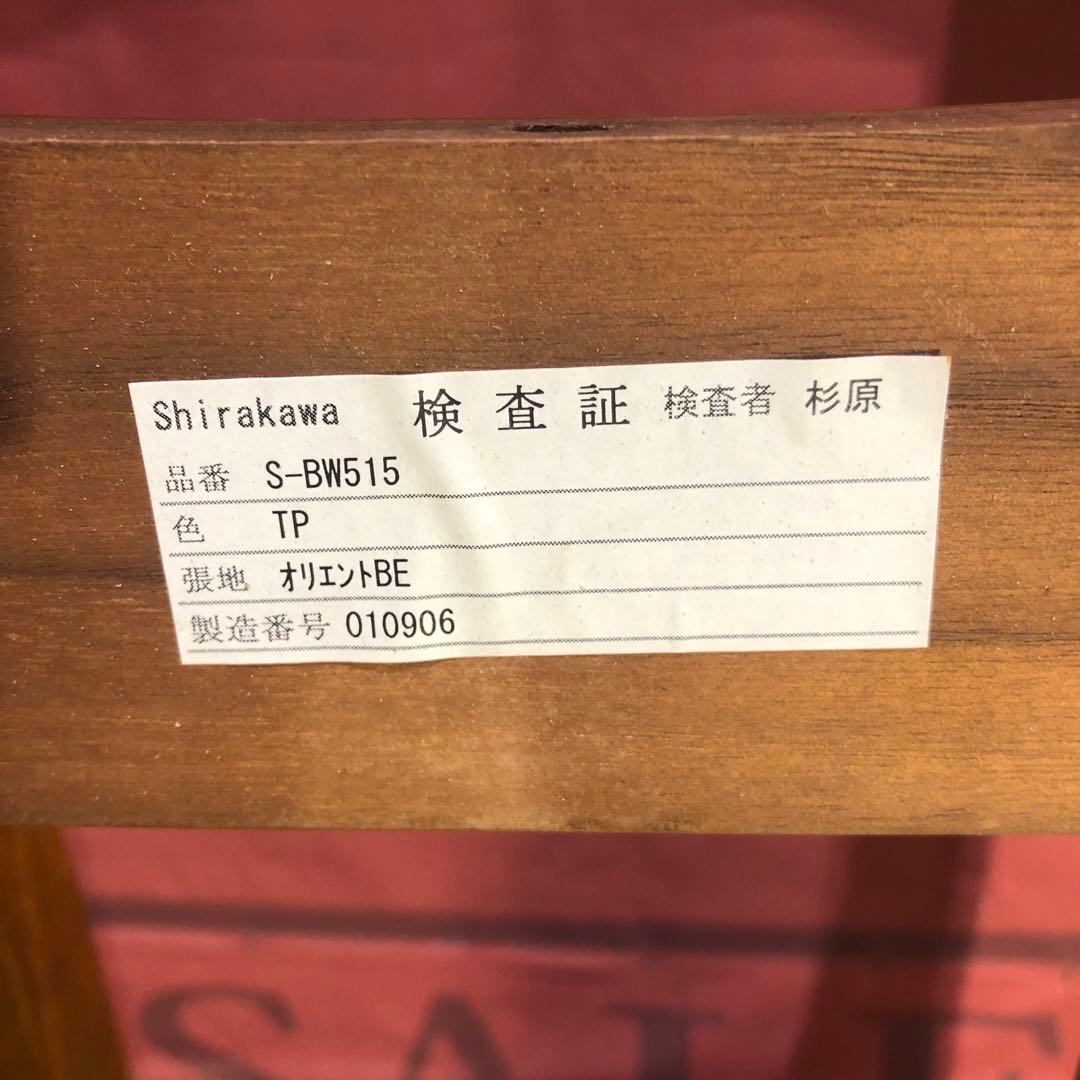 Shirakawa 検査証 検査者 杉原
品番 S-BW515
色 TP
張地 ｵﾘｴﾝﾄBE
製造番号 010906
SALE